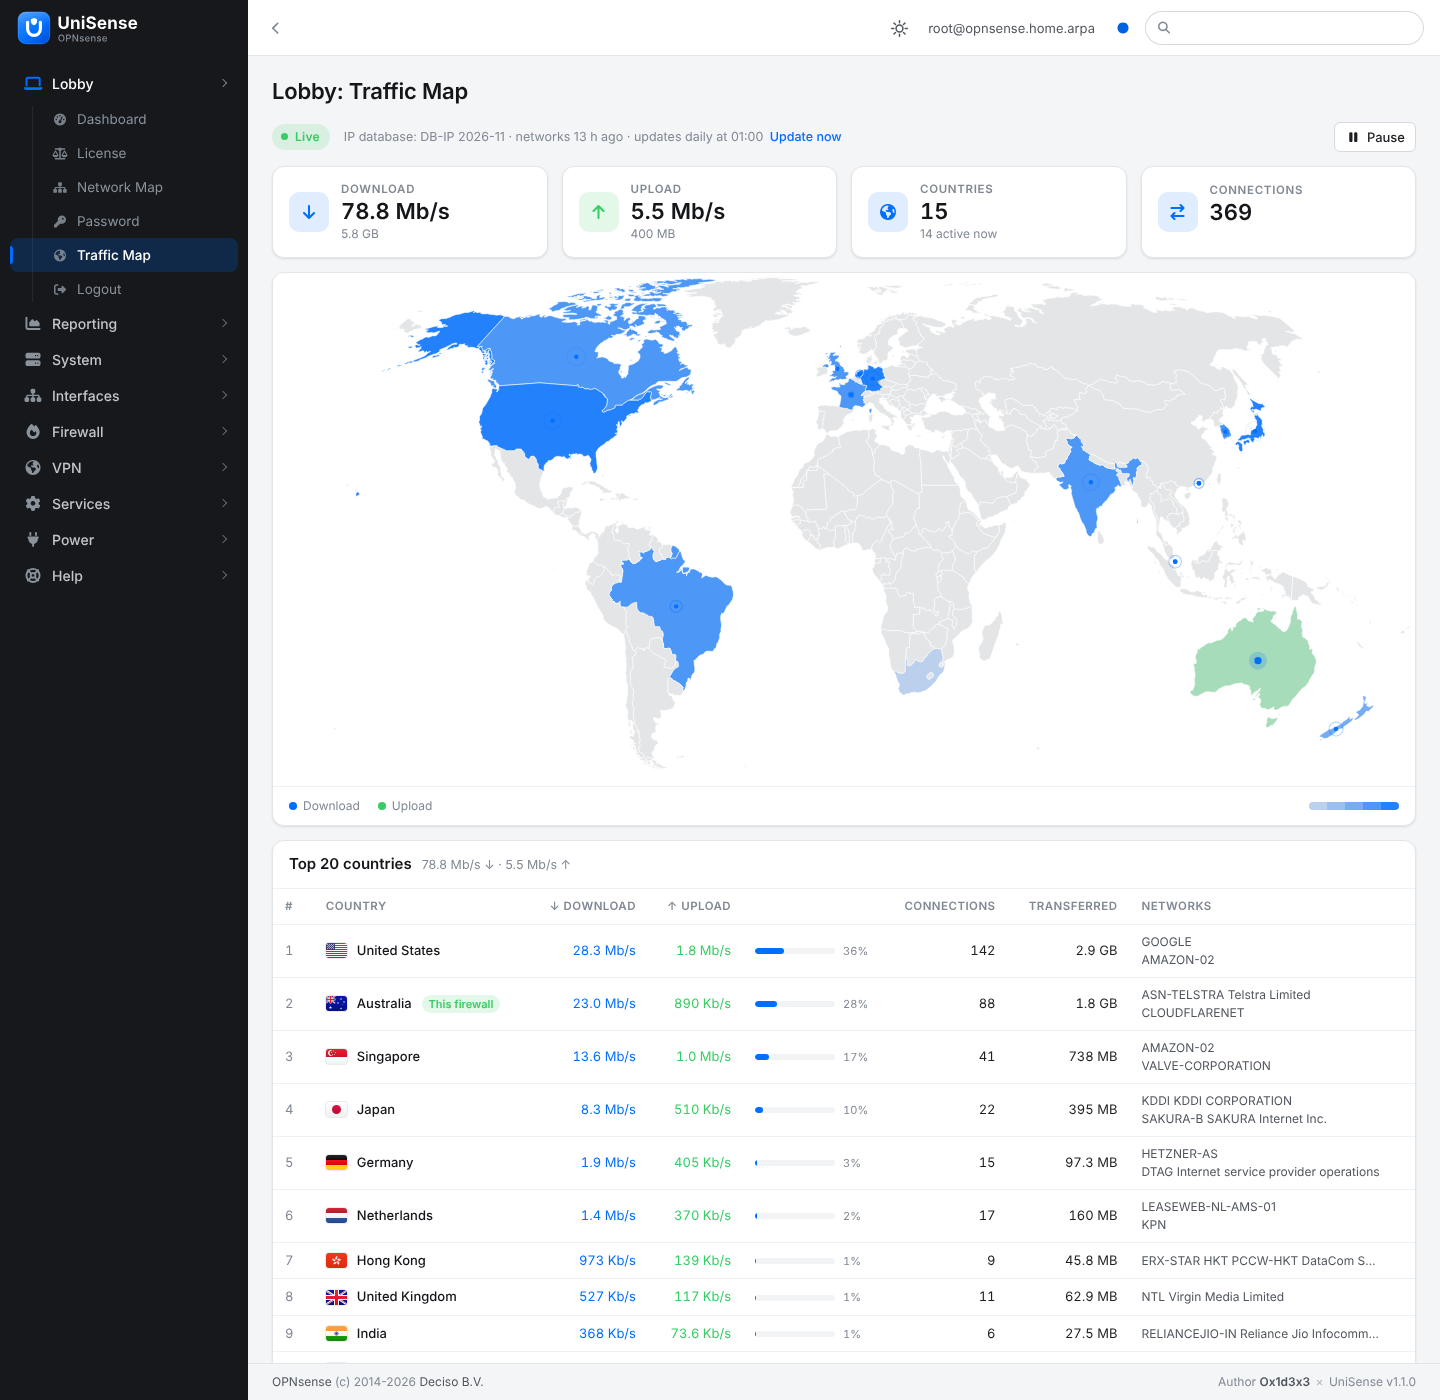 UniSense
OPNsense
Lobby
Dashboard
License
Network Map
Password
Traffic Map
Logout
Reporting
System
Interfaces
Firewall
VPN
Services
Power
Help
root@opnsense.home.arpa
Lobby: Traffic Map
Live
IP database: DB-IP 2026-11 · networks 13 h ago · updates daily at 01:00 Update now
Pause
DOWNLOAD
78.8 Mb/s
5.8 GB
UPLOAD
5.5 Mb/s
400 MB
COUNTRIES
15
14 active now
CONNECTIONS
369
Download
Upload
Top 20 countries 78.8 Mb/s ↓ · 5.5 Mb/s ↑
# COUNTRY ↓ DOWNLOAD ↑ UPLOAD CONNECTIONS TRANSFERRED NETWORKS
1 United States 28.3 Mb/s 1.8 Mb/s 36% 142 2.9 GB GOOGLE
AMAZON-02
2 Australia This firewall 23.0 Mb/s 890 Kb/s 28% 88 1.8 GB ASN-TELSTRA Telstra Limited
CLOUDFLARENET
3 Singapore 13.6 Mb/s 1.0 Mb/s 17% 41 738 MB AMAZON-02
VALVE-CORPORATION
4 Japan 8.3 Mb/s 510 Kb/s 10% 22 395 MB KDDI KDDI CORPORATION
SAKURA-B SAKURA Internet Inc.
5 Germany 1.9 Mb/s 405 Kb/s 3% 15 97.3 MB HETZNER-AS
DTAG Internet service provider operations
6 Netherlands 1.4 Mb/s 370 Kb/s 2% 17 160 MB LEASEWEB-NL-AMS-01
KPN
7 Hong Kong 973 Kb/s 139 Kb/s 1% 9 45.8 MB ERX-STAR HKT PCCW-HKT DataCom S...
8 United Kingdom 527 Kb/s 117 Kb/s 1% 11 62.9 MB NTL Virgin Media Limited
9 India 368 Kb/s 73.6 Kb/s 1% 6 27.5 MB RELIANCEJIO-IN Reliance Jio Infocomm...
OPNsense (c) 2014-2026 Deciso B.V.
Author Ox1d3x3 × UniSense v1.1.0